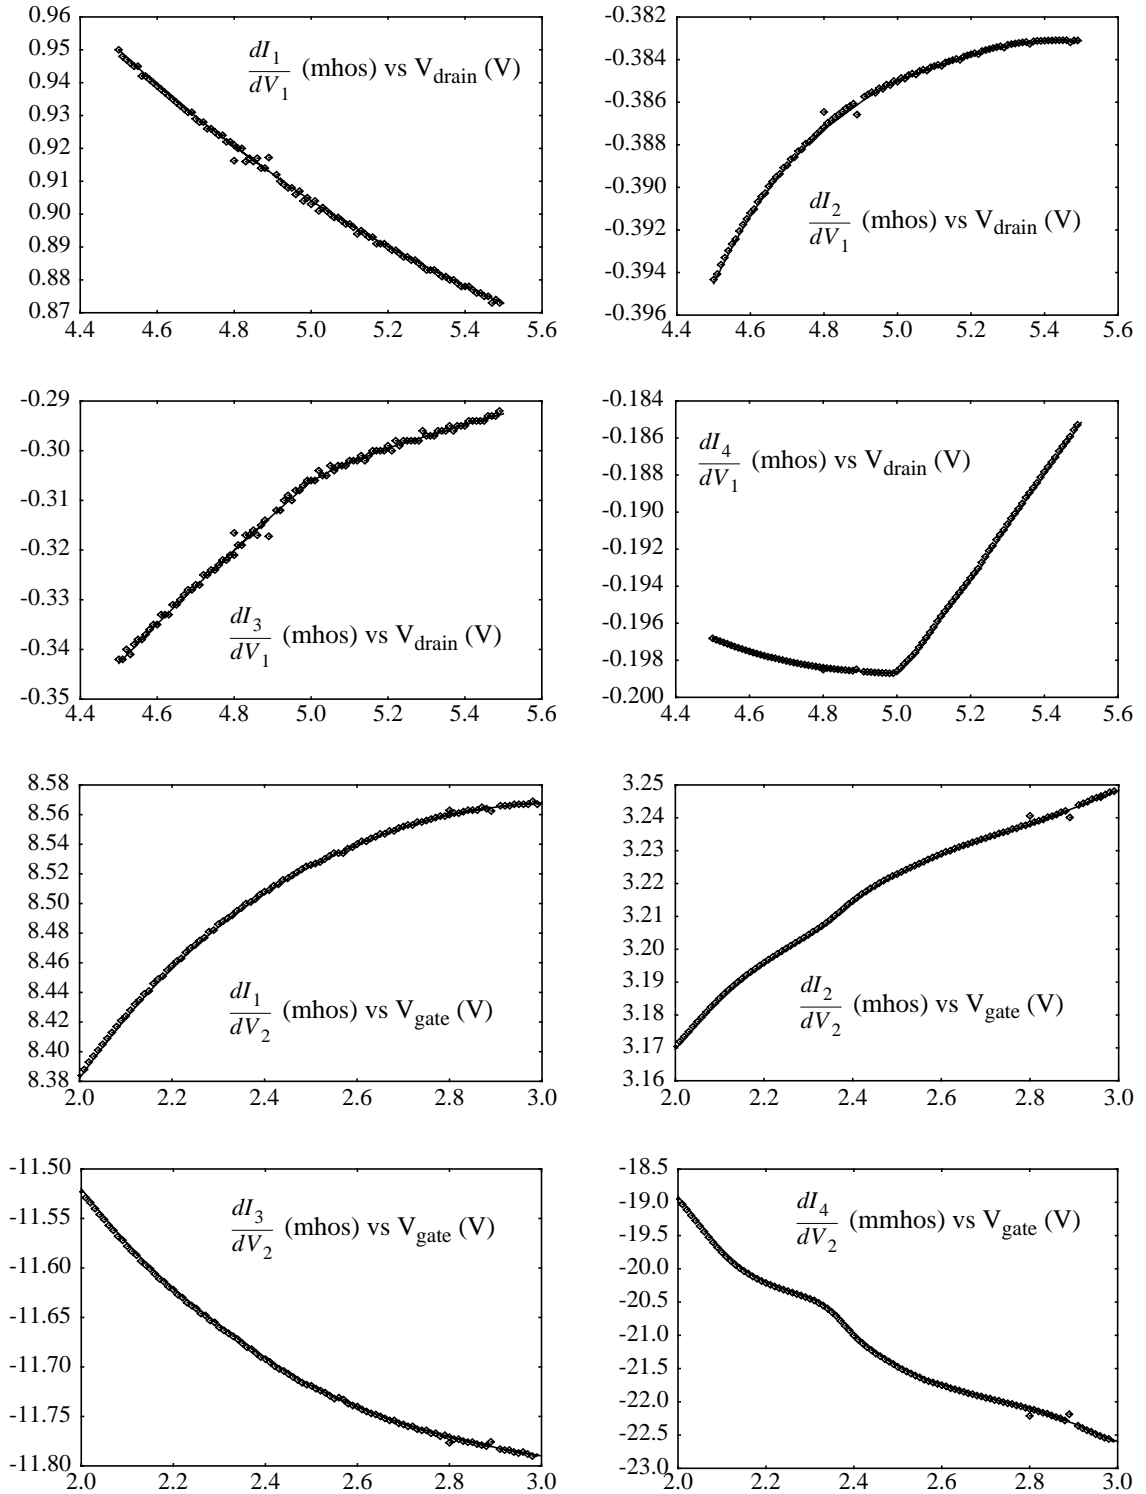 0.96
0.95
0.94
0.93
0.92
0.91
0.90
0.89
0.88
0.87
4.4 4.6 4.8 5.0 5.2 5.4 5.6
dI1
dV1
(mhos) vs Vdrain (V)
-0.382
-0.384
-0.386
-0.388
-0.390
-0.392
-0.394
-0.396
4.4 4.6 4.8 5.0 5.2 5.4 5.6
dI2
dV1
(mhos) vs Vdrain (V)
-0.29
-0.30
-0.31
-0.32
-0.33
-0.34
-0.35
4.4 4.6 4.8 5.0 5.2 5.4 5.6
dI3
dV1
(mhos) vs Vdrain (V)
-0.184
-0.186
-0.188
-0.190
-0.192
-0.194
-0.196
-0.198
-0.200
4.4 4.6 4.8 5.0 5.2 5.4 5.6
dI4
dV1
(mhos) vs Vdrain (V)
8.58
8.56
8.54
8.52
8.50
8.48
8.46
8.44
8.42
8.40
8.38
2.0 2.2 2.4 2.6 2.8 3.0
dI1
dV2
(mhos) vs Vgate (V)
3.25
3.24
3.23
3.22
3.21
3.20
3.19
3.18
3.17
3.16
2.0 2.2 2.4 2.6 2.8 3.0
dI2
dV2
(mhos) vs Vgate (V)
-11.50
-11.55
-11.60
-11.65
-11.70
-11.75
-11.80
2.0 2.2 2.4 2.6 2.8 3.0
dI3
dV2
(mhos) vs Vgate (V)
-18.5
-19.0
-19.5
-20.0
-20.5
-21.0
-21.5
-22.0
-22.5
-23.0
2.0 2.2 2.4 2.6 2.8 3.0
dI4
dV2
(mmhos) vs Vgate (V)